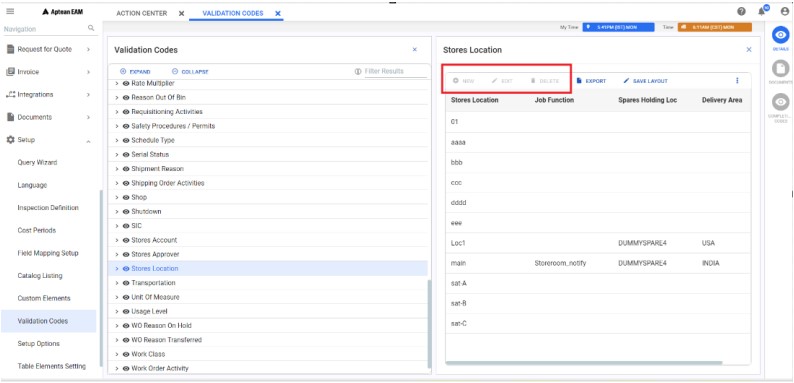 Aptean EAM
ACTION CENTER
VALIDATION CODES
Navigation
My Time 5:41PM (IST) MON Time 6:11AM (CST) MON
Request for Quote
Invoice
Integrations
Documents
Setup
Query Wizard
Language
Inspection Definition
Cost Periods
Field Mapping Setup
Catalog Listing
Custom Elements
Validation Codes
Setup Options
Table Elements Setting
Validation Codes
EXPAND COLLAPSE Filter Results
Rate Multiplier
Reason Out Of Bin
Requisitioning Activities
Safety Procedures / Permits
Schedule Type
Serial Status
Shipment Reason
Shipping Order Activities
Shop
Shutdown
SIC
Stores Account
Stores Approver
Stores Location
Transportation
Unit Of Measure
Usage Level
WO Reason On Hold
WO Reason Transferred
Work Class
Work Order Activity
Stores Location
NEW EDIT DELETE EXPORT SAVE LAYOUT
Stores Location Job Function Spares Holding Loc Delivery Area
aaaa
bbb
ccc
dddd
eee
Loc1 DUMMYSPARE4 USA
main Storeroom_notify DUMMYSPARE4 INDIA
sat-A
sat-B
sat-C
DETAILS
DOCUMENTS